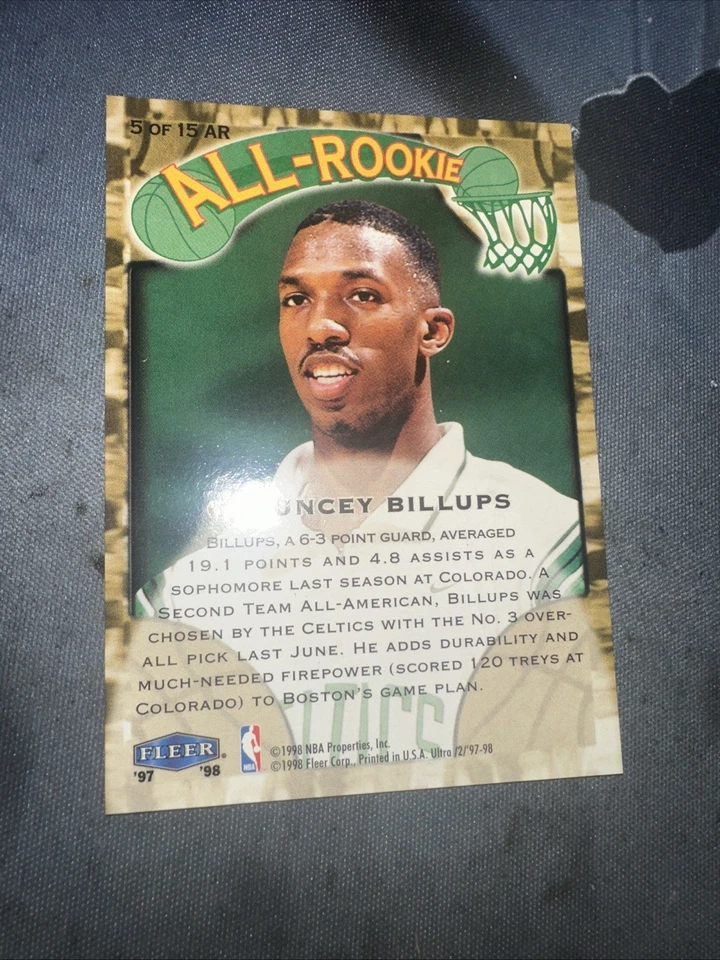 5 OF 15 AR
ALL-ROOKIE
UNCEY BILLUPS
BILLUPS, A 6-3 POINT GUARD, AVERAGED
19.1 POINTS AND 4.8 ASSISTS AS A
SOPHOMORE LAST SEASON AT COLORADO. A
SECOND TEAM ALL-AMERICAN, BILLUPS WAS
CHOSEN BY THE CELTICS WITH THE NO. 3 OVER-
ALL PICK LAST JUNE. HE ADDS DURABILITY AND
MUCH-NEEDED FIREPOWER (SCORED 120 TREYS AT
COLORADO) TO BOSTON'S GAME PLAN.
FLEER®
'97 '98
NBA
©1998 NBA Properties, Inc.
©1998 Fleer Corp., Printed in U.S.A. Ultra /2/'97-98